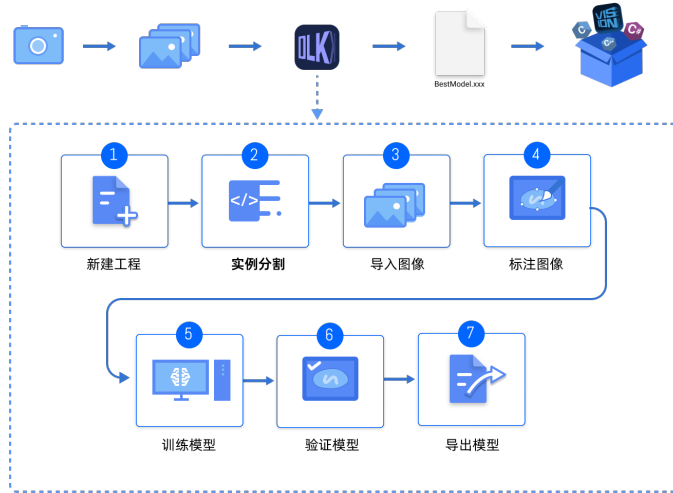 DLK
BestModel.xxx
VISION
C
C#
C++
1
2
3
4
</>
新建工程
实例分割
导入图像
标注图像
5
6
7
训练模型
验证模型
导出模型